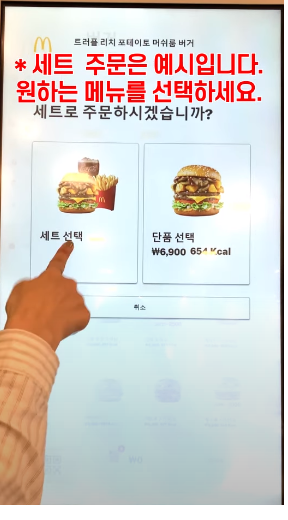 트러플 리치 포테이토 머쉬룸 버거
* 세트 주문은 예시입니다.
원하는 메뉴를 선택하세요.
세트로 주문하시겠습니까?
세트 선택
단품 선택
₩6,900 654 Kcal
취소